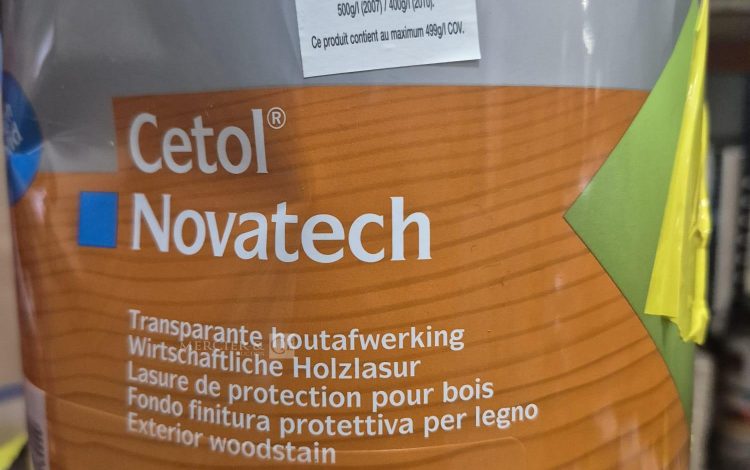 500g/l (2007) / 400g/l (2010).
Ce produit contient au maximum 499g/l COV.
Cetol®
Novatech
Transparante houtafwerking
Wirtschaftliche Holzlasur
Lasure de protection pour bois
Fondo finitura protettiva per legno
Exterior woodstain